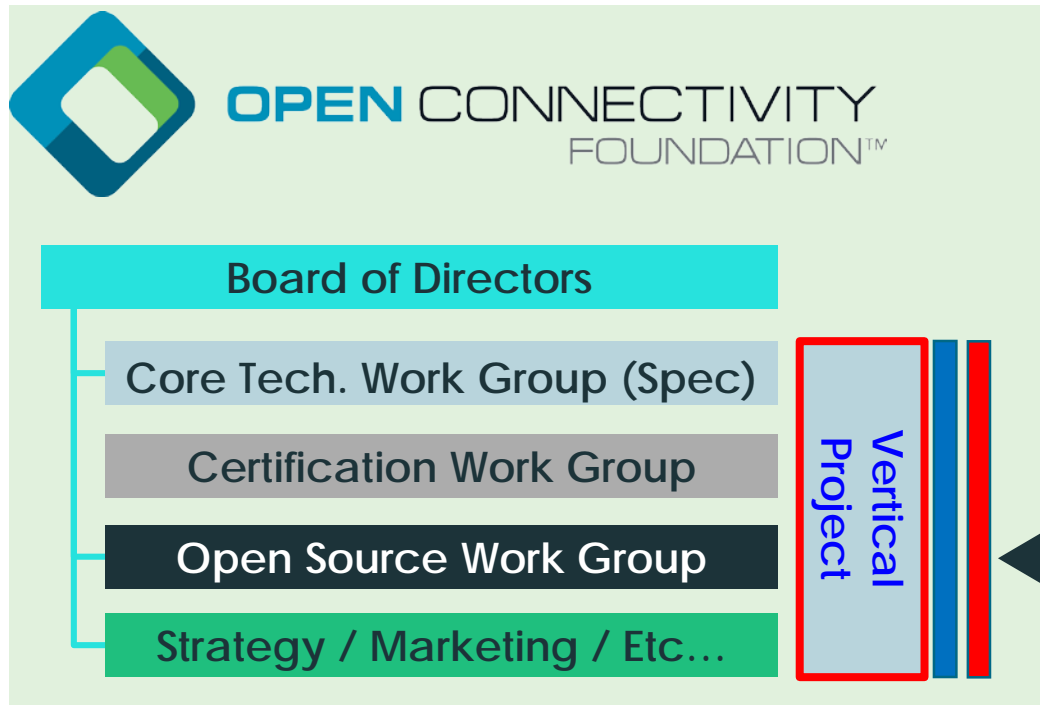 OPEN CONNECTIVITY
FOUNDATION™
Board of Directors
Core Tech. Work Group (Spec)
Certification Work Group
Open Source Work Group
Strategy / Marketing / Etc…
Vertical
Project